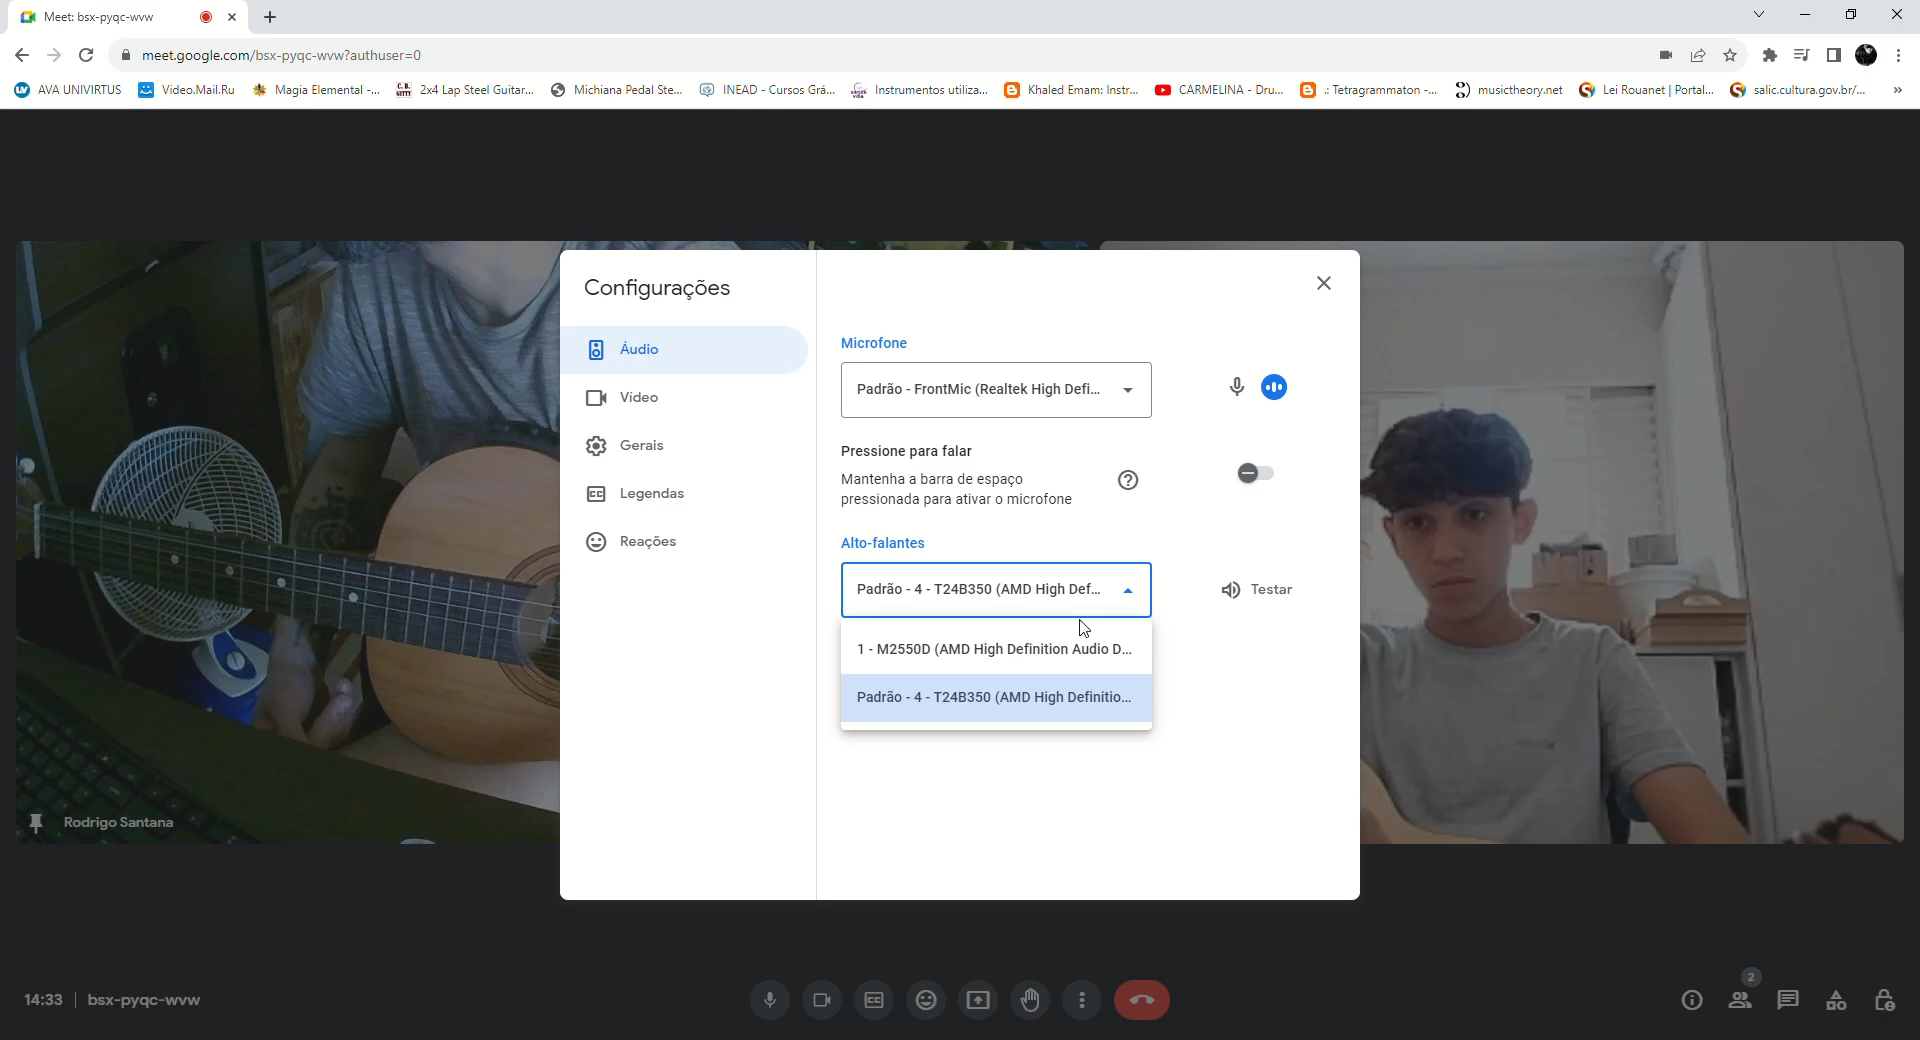 Meet: bsx-pyqc-wvw
meet.google.com/bsx-pyqc-wvw?authuser=0
AVA UNIVIRTUS
Video.Mail.Ru
Magia Elemental -...
2x4 Lap Steel Guitar...
Michiana Pedal Ste...
INEAD - Cursos Grá...
Instrumentos utiliza...
Khaled Emam: Instr...
CARMELINA - Dru...
.: Tetragrammaton -...
musictheory.net
Lei Rouanet | Portal...
salic.cultura.gov.br/...
»
Configurações
Áudio
Vídeo
Gerais
Legendas
Reações
Microfone
Padrão - FrontMic (Realtek High Defi...
Pressione para falar
Mantenha a barra de espaço
pressionada para ativar o microfone
Alto-falantes
Padrão - 4 - T24B350 (AMD High Def...
Testar
1 - M2550D (AMD High Definition Audio D...
Padrão - 4 - T24B350 (AMD High Definitio...
Rodrigo Santana
14:33 | bsx-pyqc-wvw
2